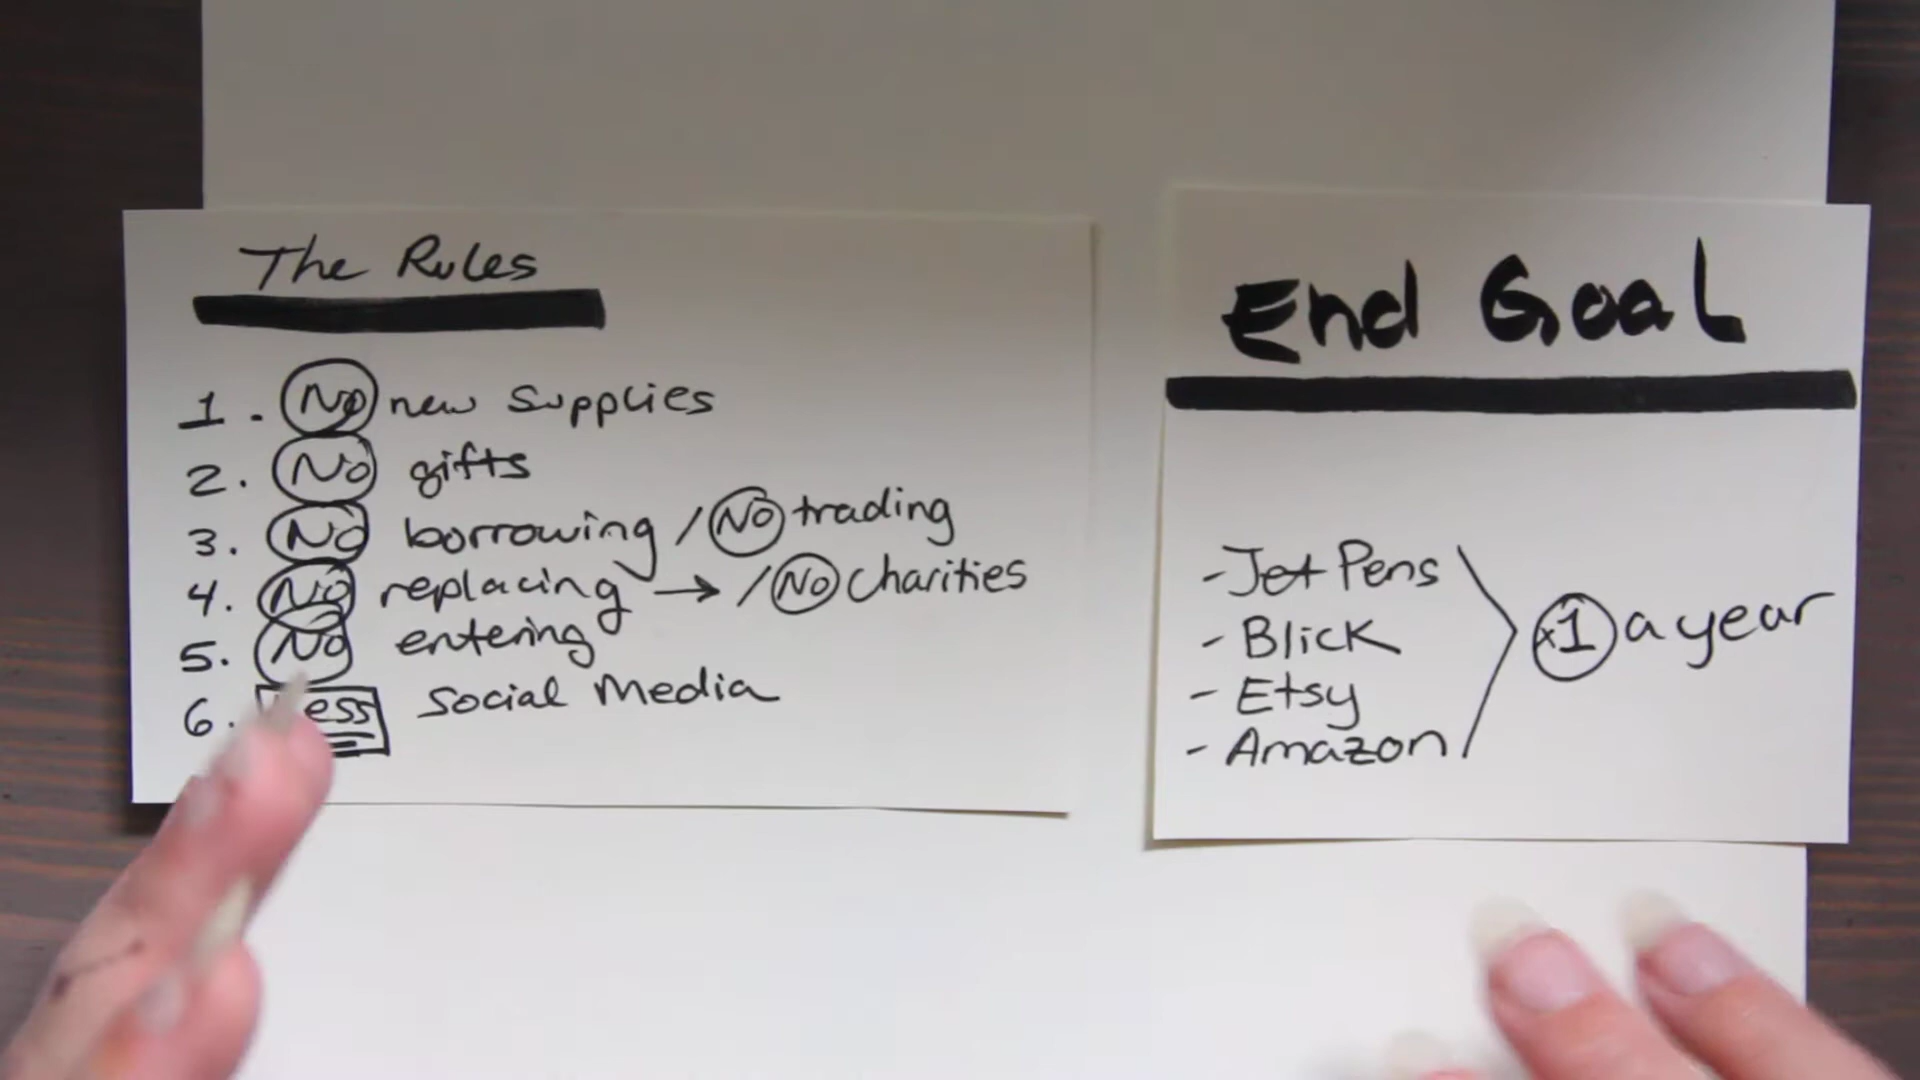 The Rules
1. No new supplies
2. No gifts
3. No borrowing / No trading
4. No replacing → / No charities
5. No entering
6. Less Social Media
End Goal
- Jet Pens
- Blick
- Etsy
- Amazon
x1 a year